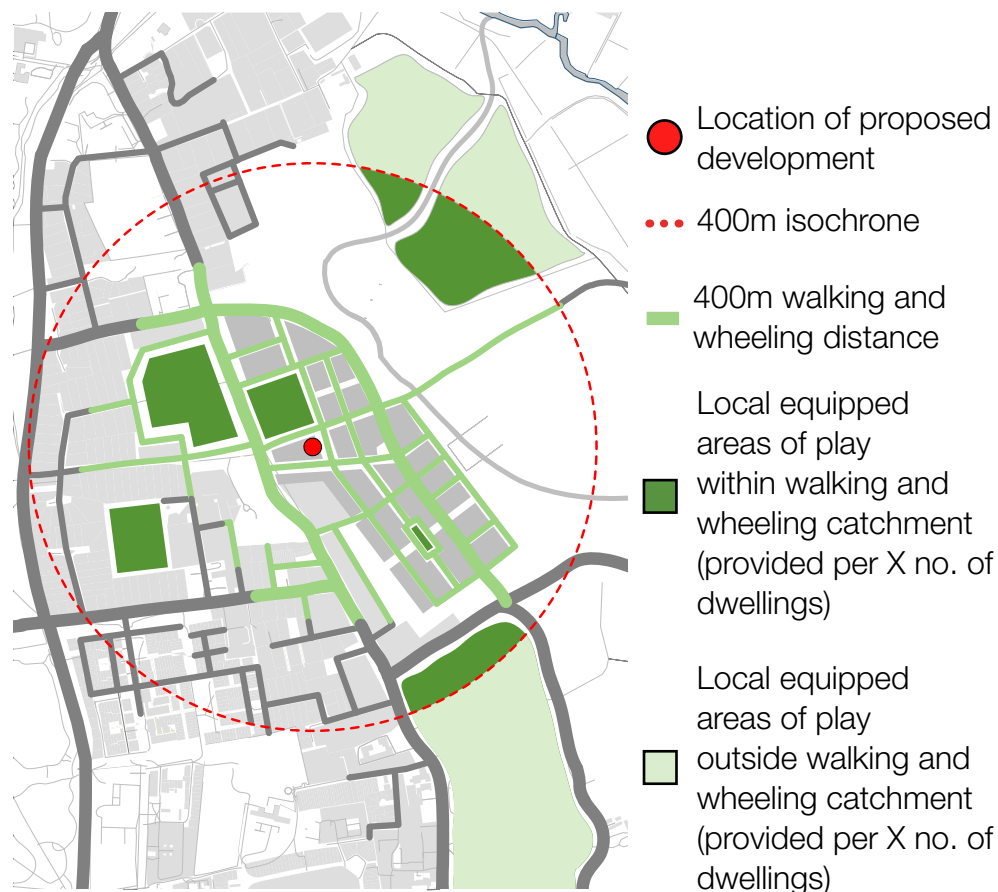 Location of proposed
development
400m isochrone
400m walking and
wheeling distance
Local equipped
areas of play
within walking and
wheeling catchment
(provided per X no. of
dwellings)
Local equipped
areas of play
outside walking and
wheeling catchment
(provided per X no. of
dwellings)